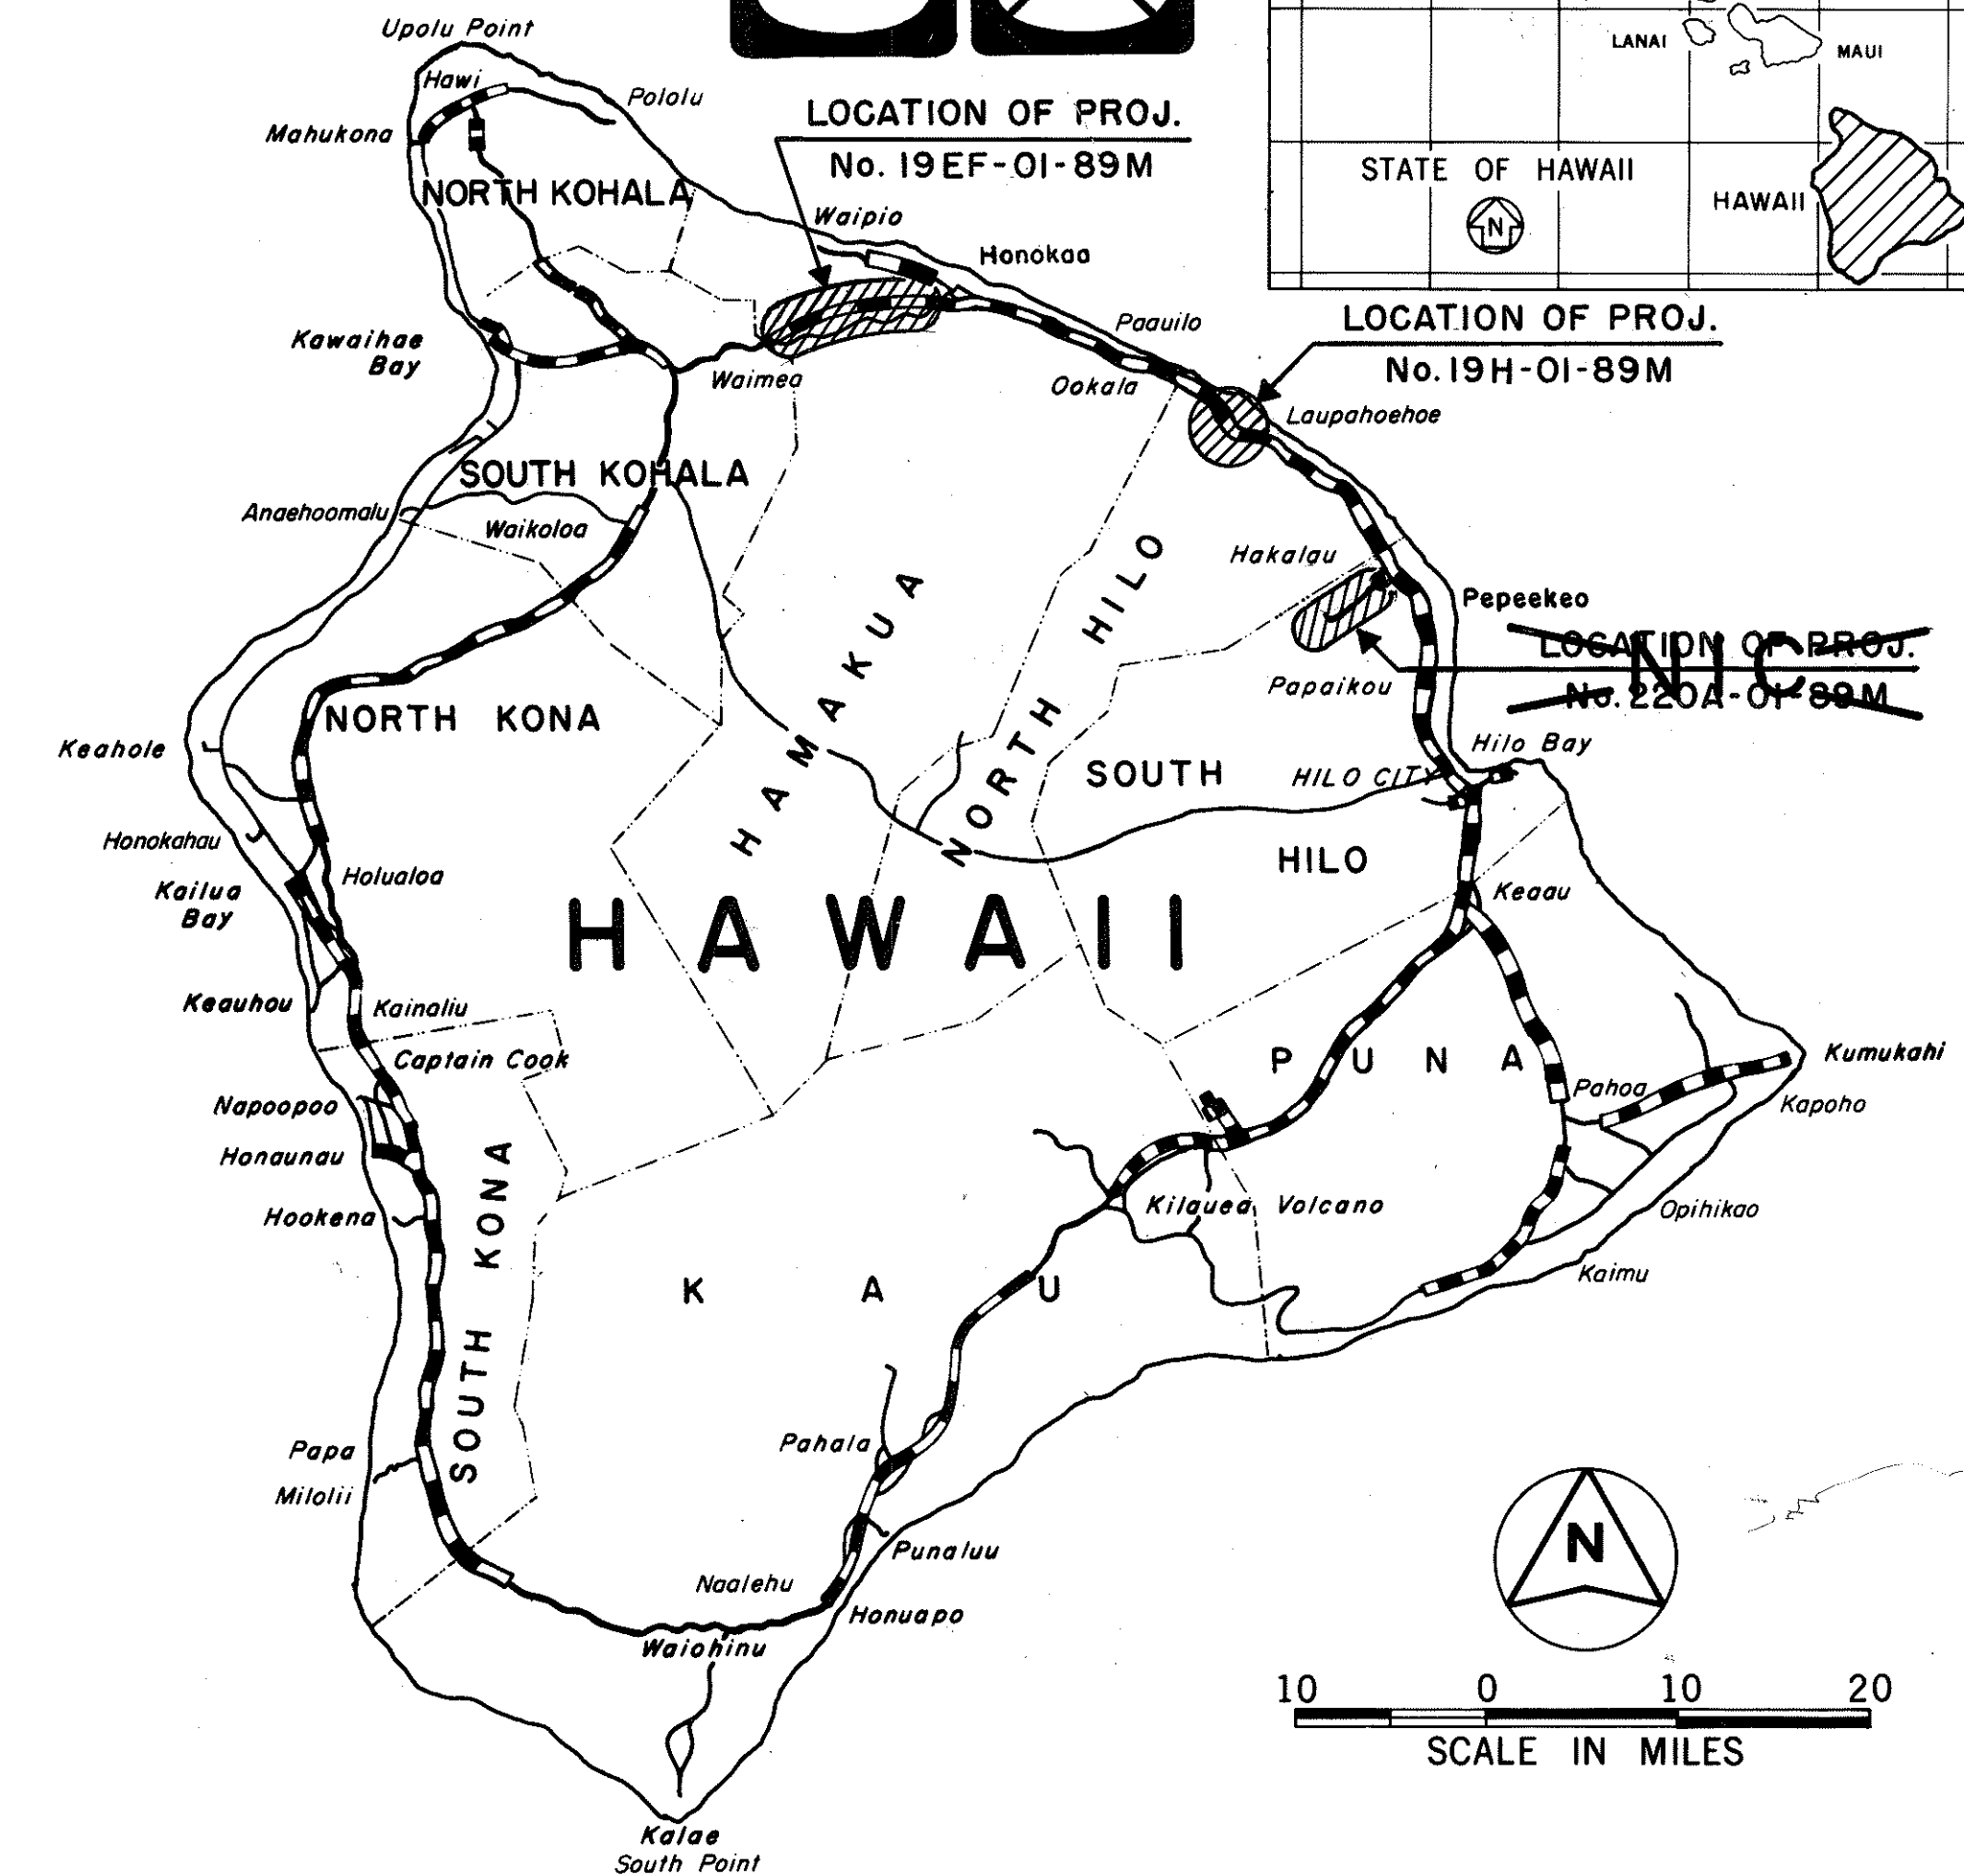 Upolu Point
Hawi
Pololu
Mahukona
NORTH KOHALA
LOCATION OF PROJ.
No. 19EF-01-89M
Waipio
Honokaa
LANAI
MAUI
STATE OF HAWAII
N
HAWAII
Kawaihae
Bay
Waimea
Paauilo
Ookala
LOCATION OF PROJ.
No. 19H-01-89M
Laupahoehoe
SOUTH KOHALA
Anaehoomalu
Waikoloa
Hakalau
Pepeekeo
LOCATION OF PROJ.
NIC
No. 220A-01-89M
Papaikou
HAMAKUA
NORTH HILO
NORTH KONA
Keahole
SOUTH
HILO
HILO CITY
Hilo Bay
Honokahau
Holualoa
Kailua
Bay
Keaau
HAWAII
Keauhou
Kainaliu
Captain Cook
PUNA
Kumukahi
Pahoa
Kapoho
Napoopoo
Honaunau
Hookena
SOUTH KONA
Kilauea Volcano
Opihikao
Kaimu
KAU
Papa
Milolii
Pahala
Punaluu
Naalehu
Honuapo
Waiohinu
Kalae
South Point
N
10 0 10 20
SCALE IN MILES